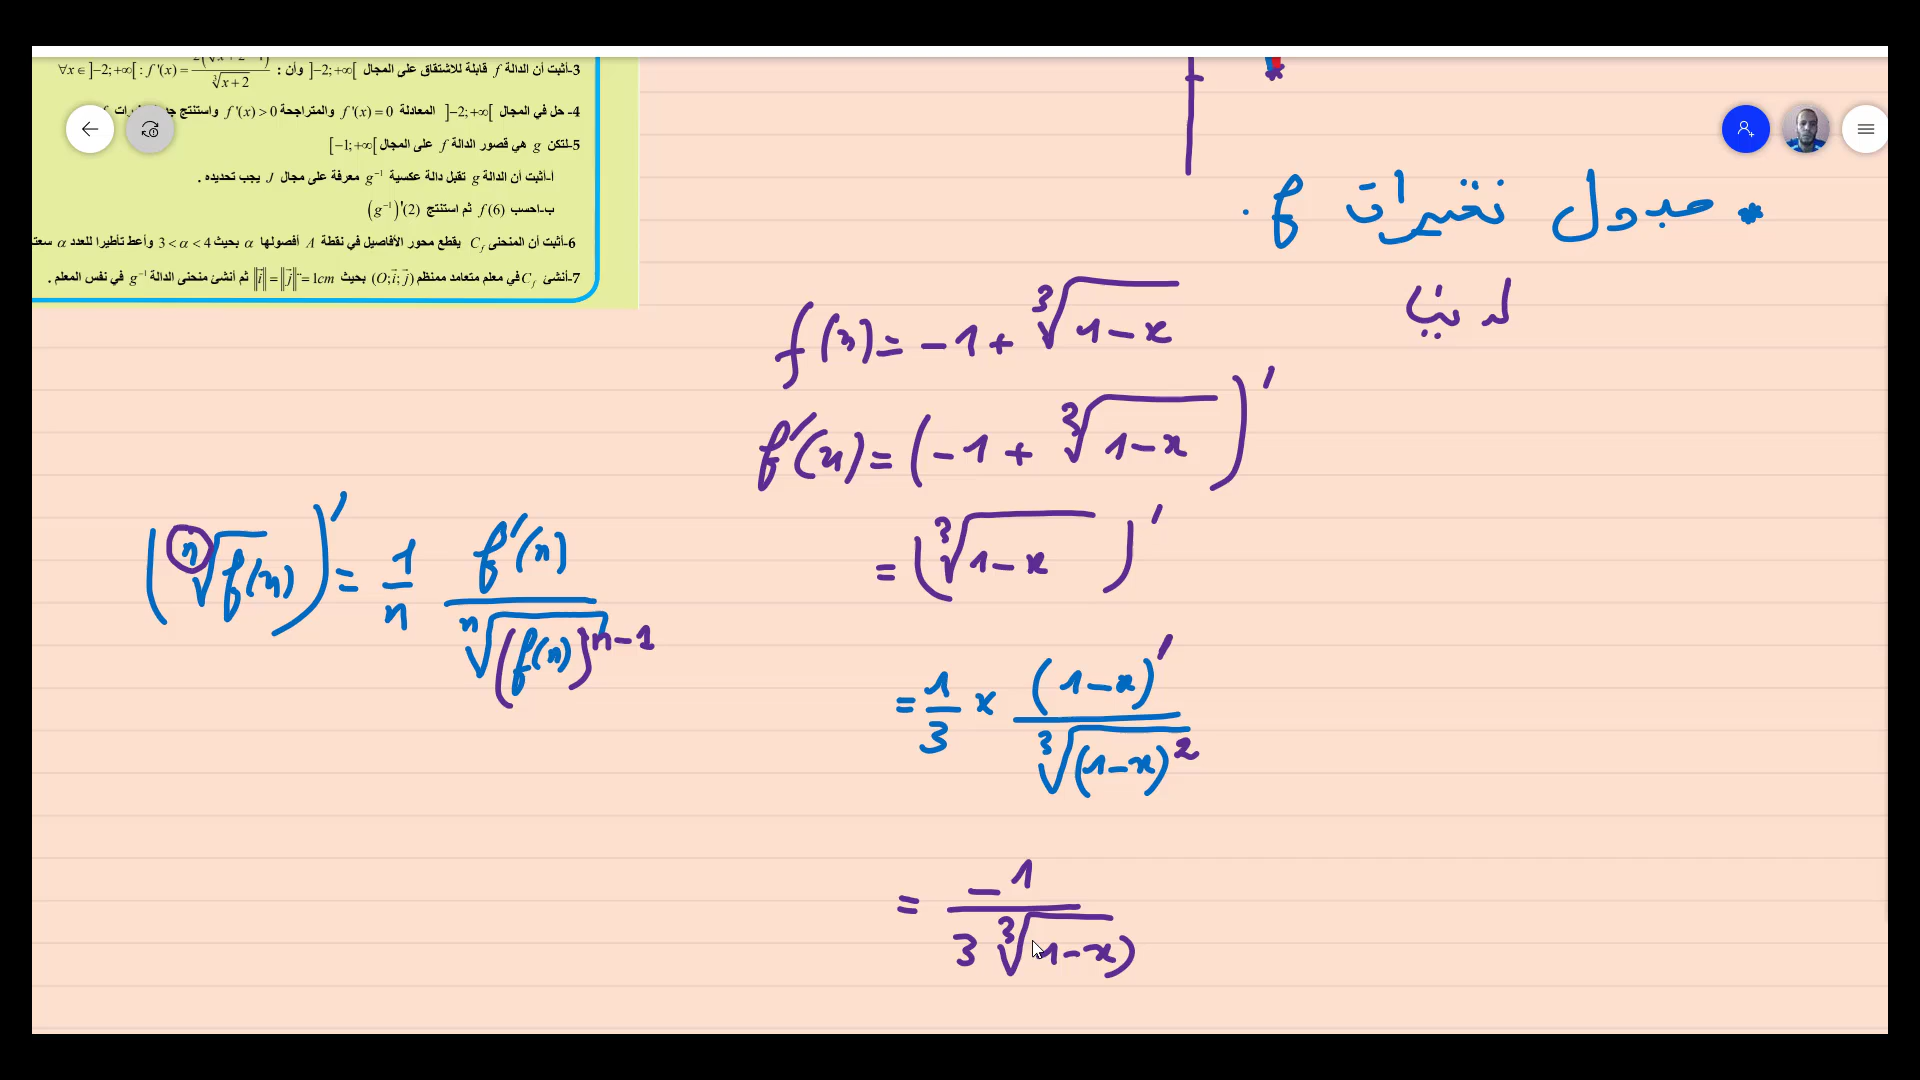 3-أثبت أن الدالة f قابلة للاشتقاق على المجال ]-2;+∞[ وأن : ∀x∈]-2;+∞[ : f'(x) =
∛x+2
4- حل في المجال ]-2;+∞[ المعادلة f'(x)=0 والمتراجحة f'(x)>0 واستنتج
5-لتكن g هي قصور الدالة f على المجال [-1;+∞[
أ-أثبت أن الدالة g تقبل دالة عكسية g⁻¹ معرفة على مجال J يجب تحديده .
ب-احسب f(6) ثم استنتج (g⁻¹)'(2)
6-أثبت أن المنحنى C_f يقطع محور الأفاصيل في نقطة A أفصولها α بحيث 3<α<4 وأعط تأطيرا للعدد α
7-أنشئ C_f في معلم متعامد ممنظم (O;i⃗;j⃗) بحيث ‖i⃗‖=‖j⃗‖=1cm ثم أنشئ منحنى الدالة g⁻¹ في نفس المعلم .
* جدول تغيرات f .
لدينا
f(x) = -1 + ∛(1-x)
f'(x) = (-1 + ∛(1-x))'
= (∛(1-x))'
(ⁿ√f(x))' = 1/n f'(x)/ⁿ√(f(x))ⁿ⁻¹
= 1/3 × (1-x)'/∛(1-x)²
= -1/3∛1-x)